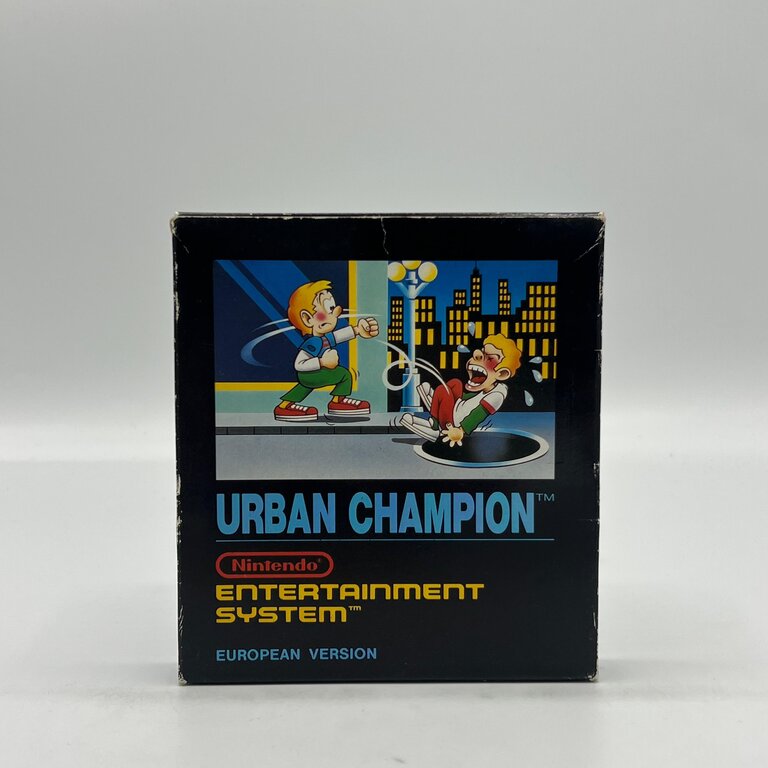 URBAN CHAMPION™
Nintendo®
ENTERTAINMENT
SYSTEM™
EUROPEAN VERSION